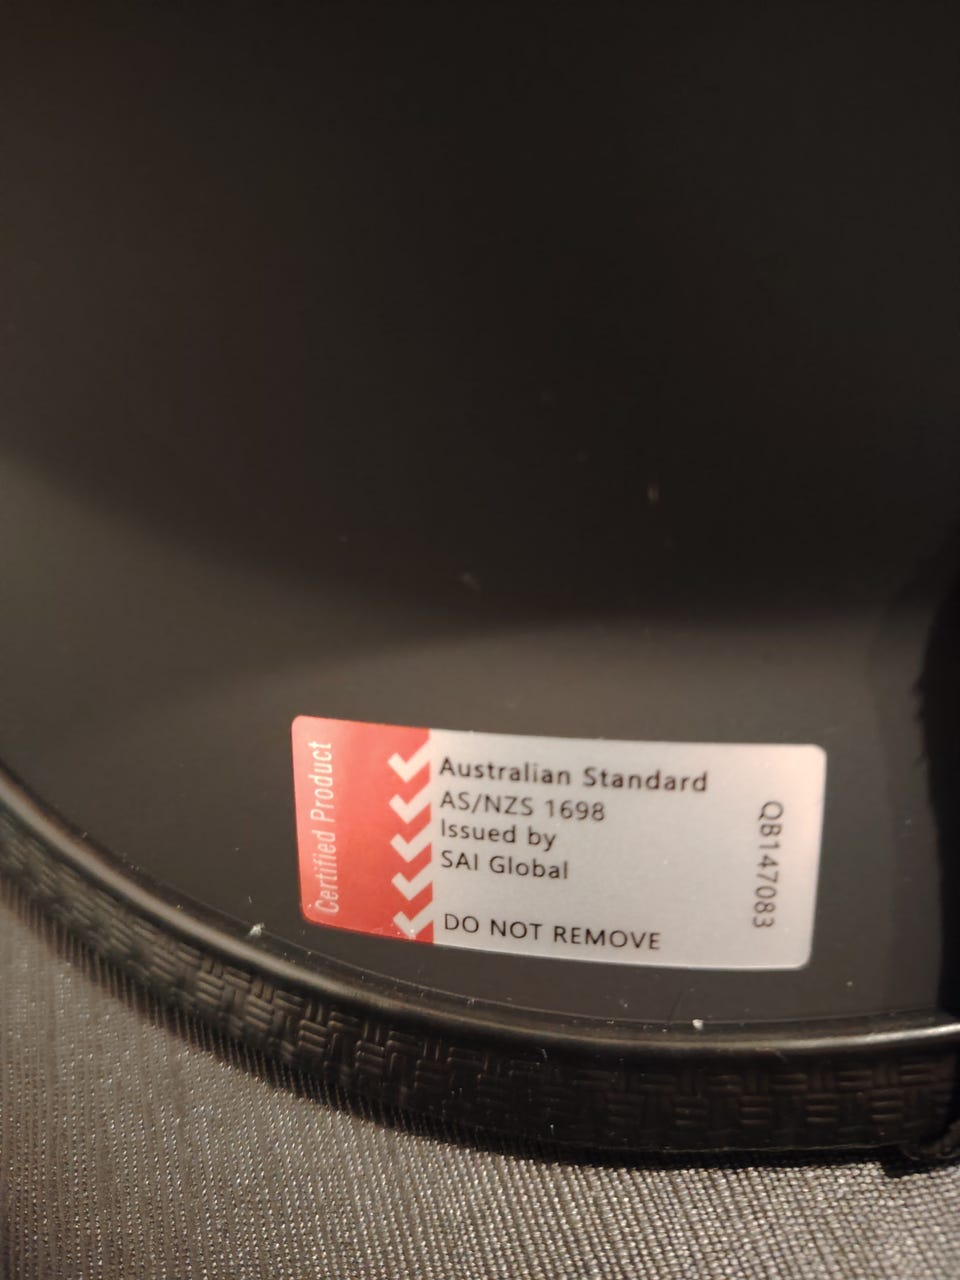 Certified Product
Australian Standard
AS/NZS 1698
Issued by
SAI Global
DO NOT REMOVE
QB147083